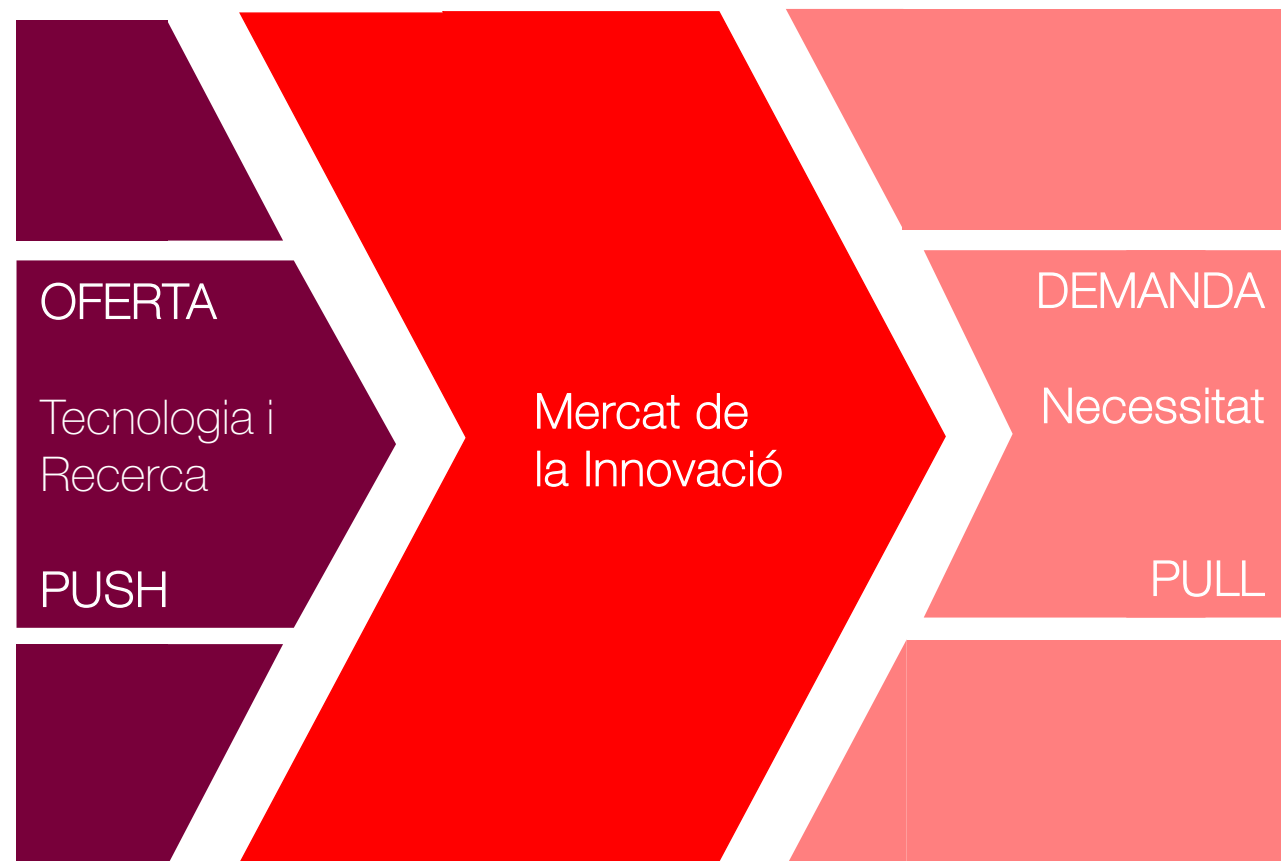 OFERTA
Tecnologia i
Recerca
PUSH
Mercat de
la Innovació
DEMANDA
Necessitat
PULL